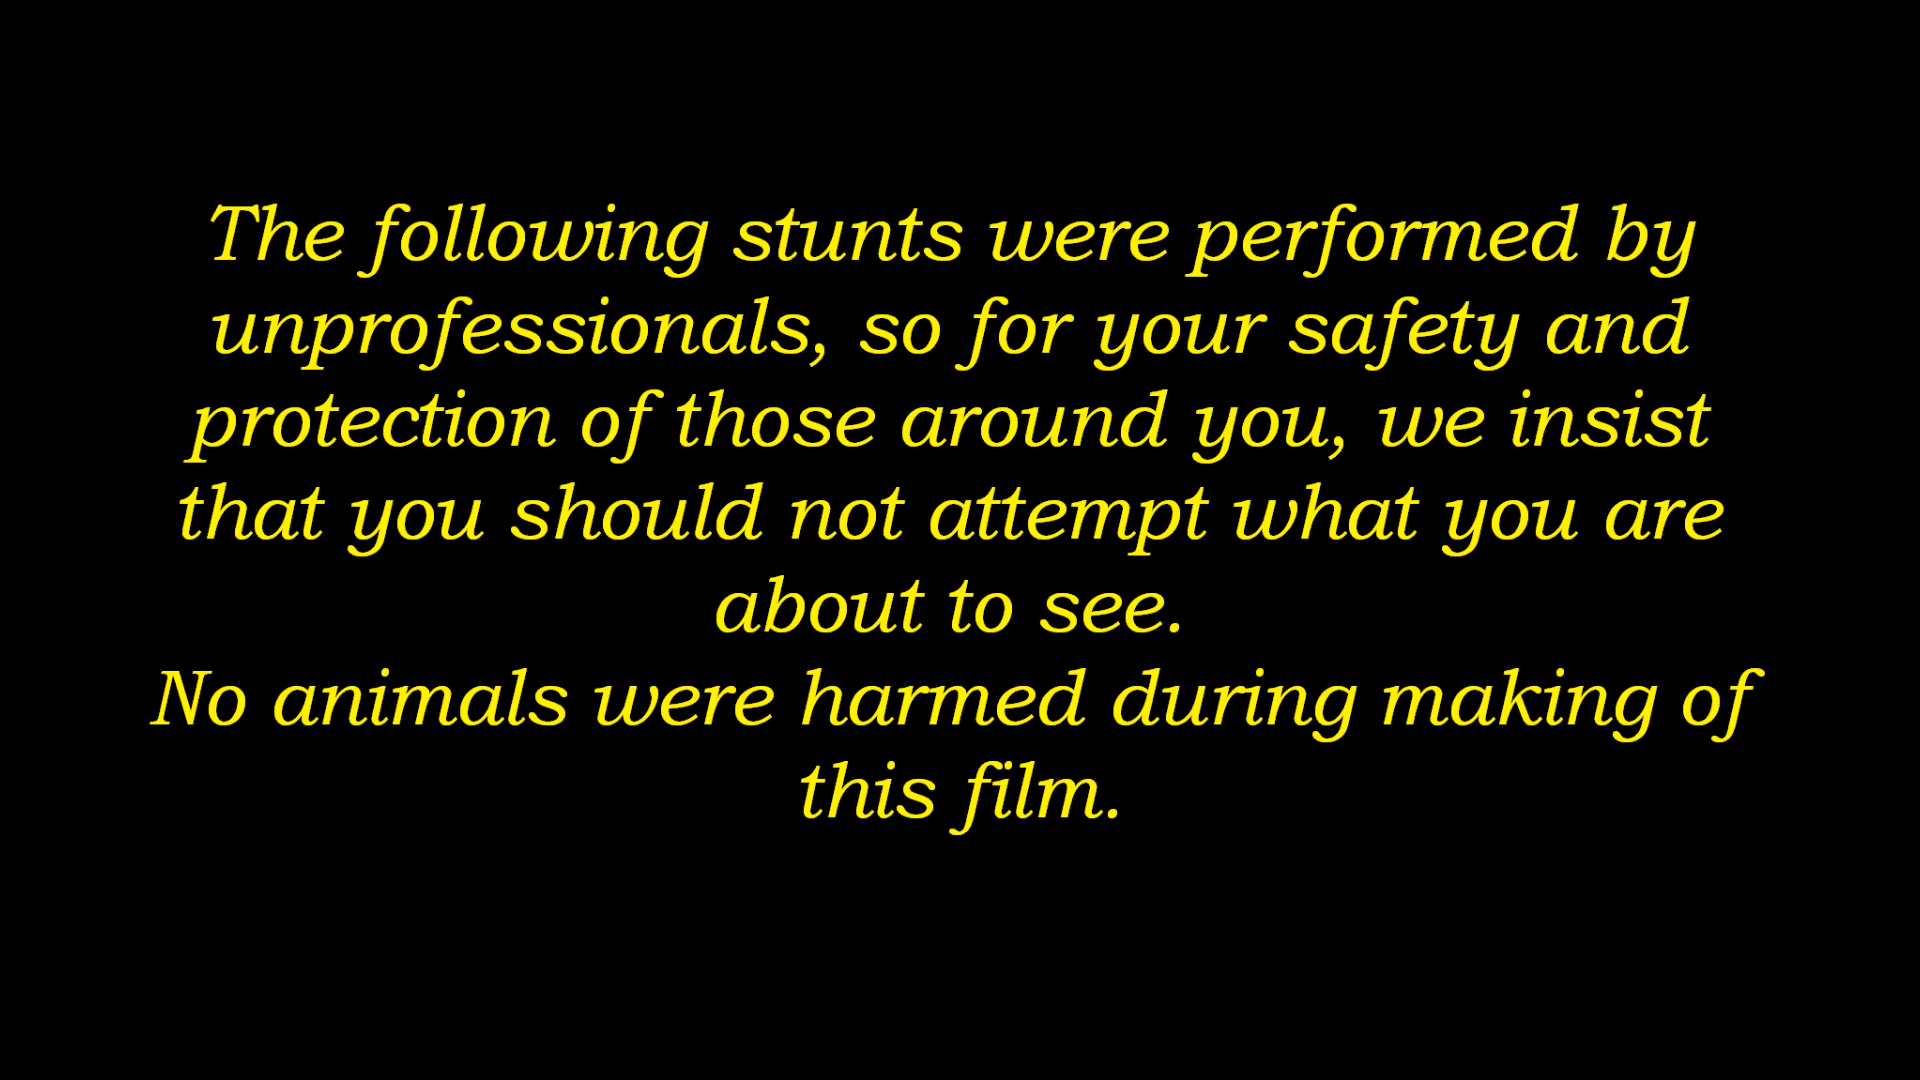 The following stunts were performed by
unprofessionals, so for your safety and
protection of those around you, we insist
that you should not attempt what you are
about to see.
No animals were harmed during making of
this film.